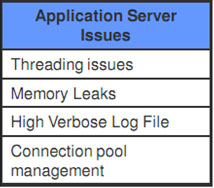 Application Server
Issues
Threading issues
Memory Leaks
High Verbose Log File
Connection pool
management